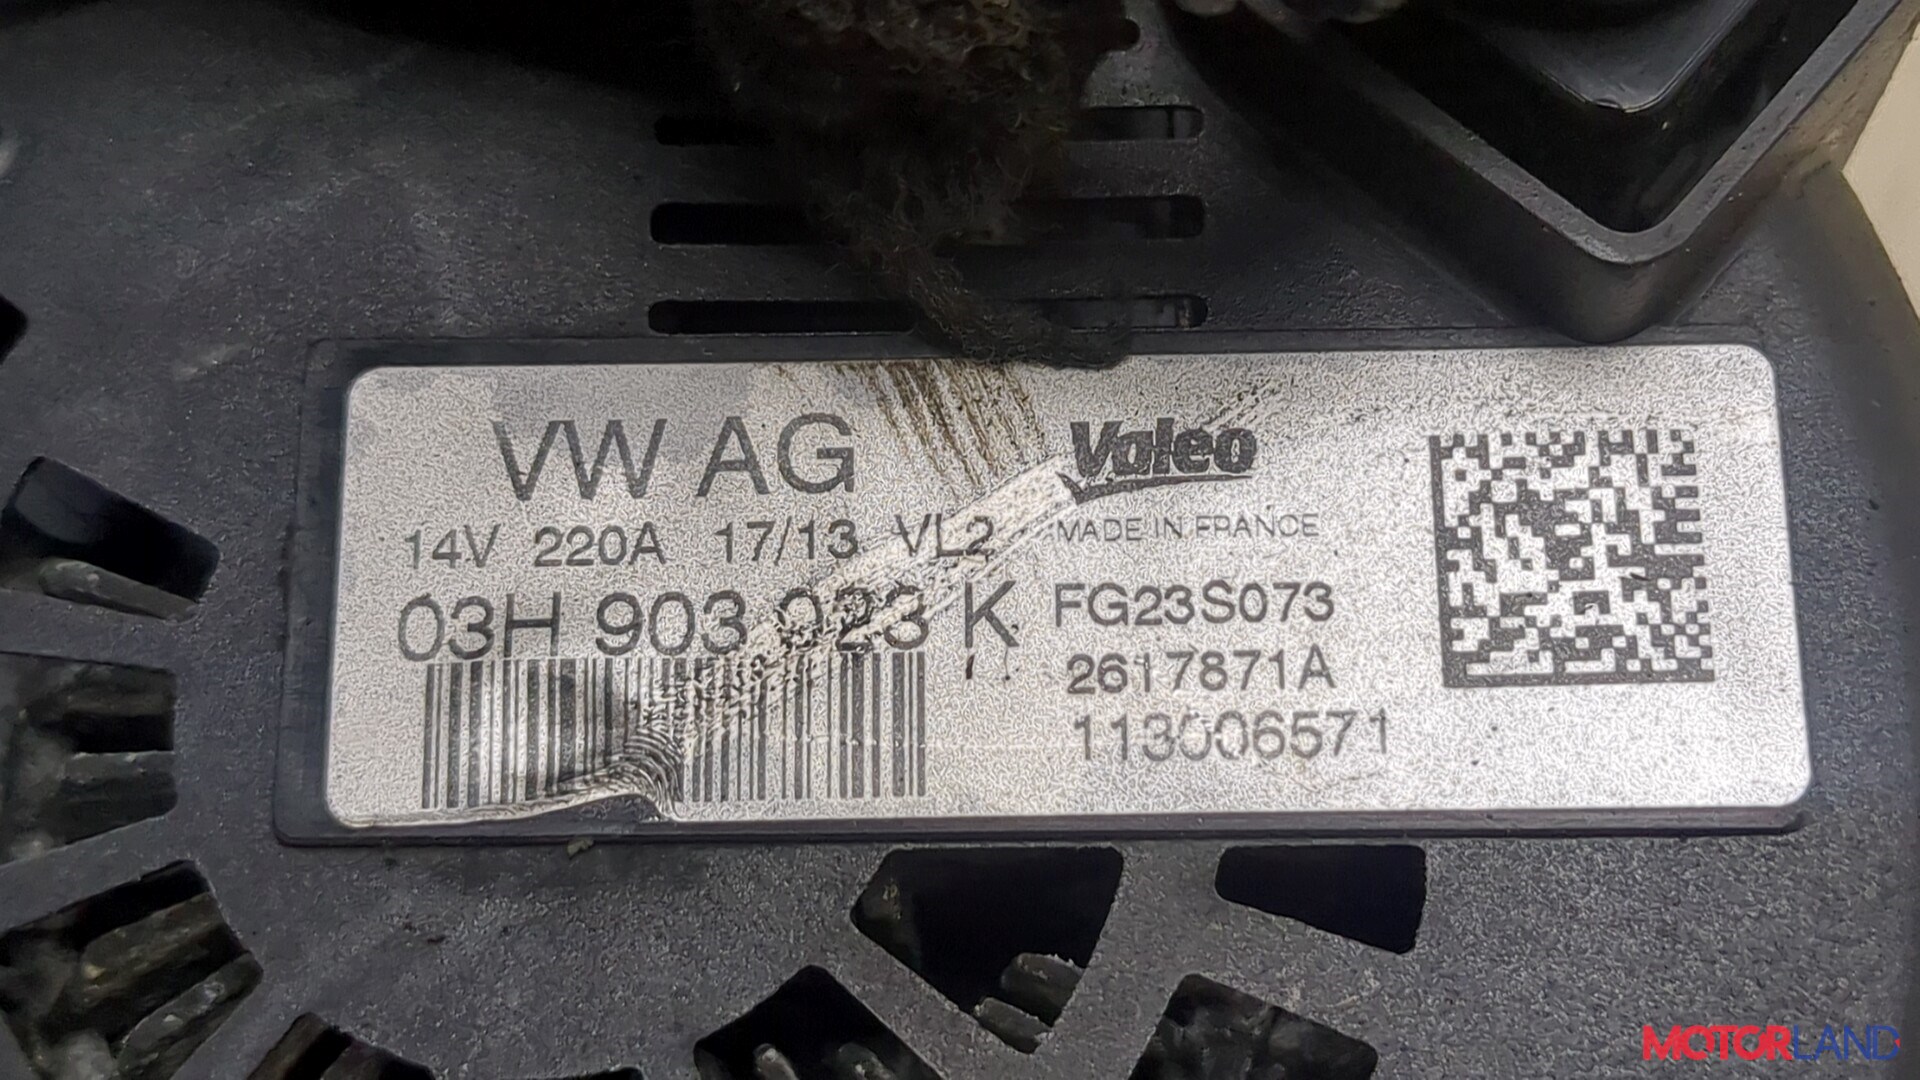 VW AG
14V 220A 17/13 VL2
03H 903 023 K
Valeo
MADE IN FRANCE
FG23S073
2617871A
113006571
MOTORLAND